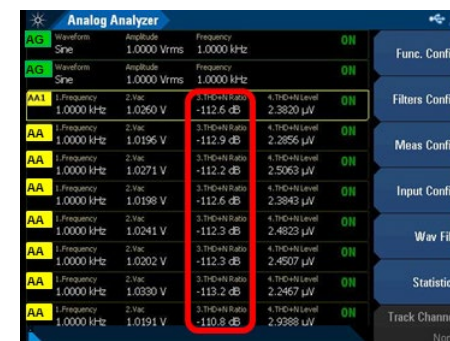 Analog Analyzer
AG Waveform Amplitude Frequency ON
Sine 1.0000 Vrms 1.0000 kHz
AG Waveform Amplitude Frequency ON
Sine 1.0000 Vrms 1.0000 kHz
AA1 1.Frequency 2.Vac 3.THD+N Ratio 4.THD+N Level ON
1.0000 kHz 1.0260 V -112.6 dB 2.3820 µV
AA 1.Frequency 2.Vac 3.THD+N Ratio 4.THD+N Level ON
1.0000 kHz 1.0196 V -112.9 dB 2.2856 µV
AA 1.Frequency 2.Vac 3.THD+N Ratio 4.THD+N Level ON
1.0000 kHz 1.0271 V -112.2 dB 2.5063 µV
AA 1.Frequency 2.Vac 3.THD+N Ratio 4.THD+N Level ON
1.0000 kHz 1.0198 V -112.6 dB 2.3843 µV
AA 1.Frequency 2.Vac 3.THD+N Ratio 4.THD+N Level ON
1.0000 kHz 1.0241 V -112.3 dB 2.4823 µV
AA 1.Frequency 2.Vac 3.THD+N Ratio 4.THD+N Level ON
1.0000 kHz 1.0202 V -112.3 dB 2.4507 µV
AA 1.Frequency 2.Vac 3.THD+N Ratio 4.THD+N Level ON
1.0000 kHz 1.0330 V -113.2 dB 2.2467 µV
AA 1.Frequency 2.Vac 3.THD+N Ratio 4.THD+N Level ON
1.0000 kHz 1.0191 V -110.8 dB 2.9388 µV
Func. Confi
Filters Confi
Meas Confi
Input Confi
Wav Fil
Statistic
Track Channe
Non